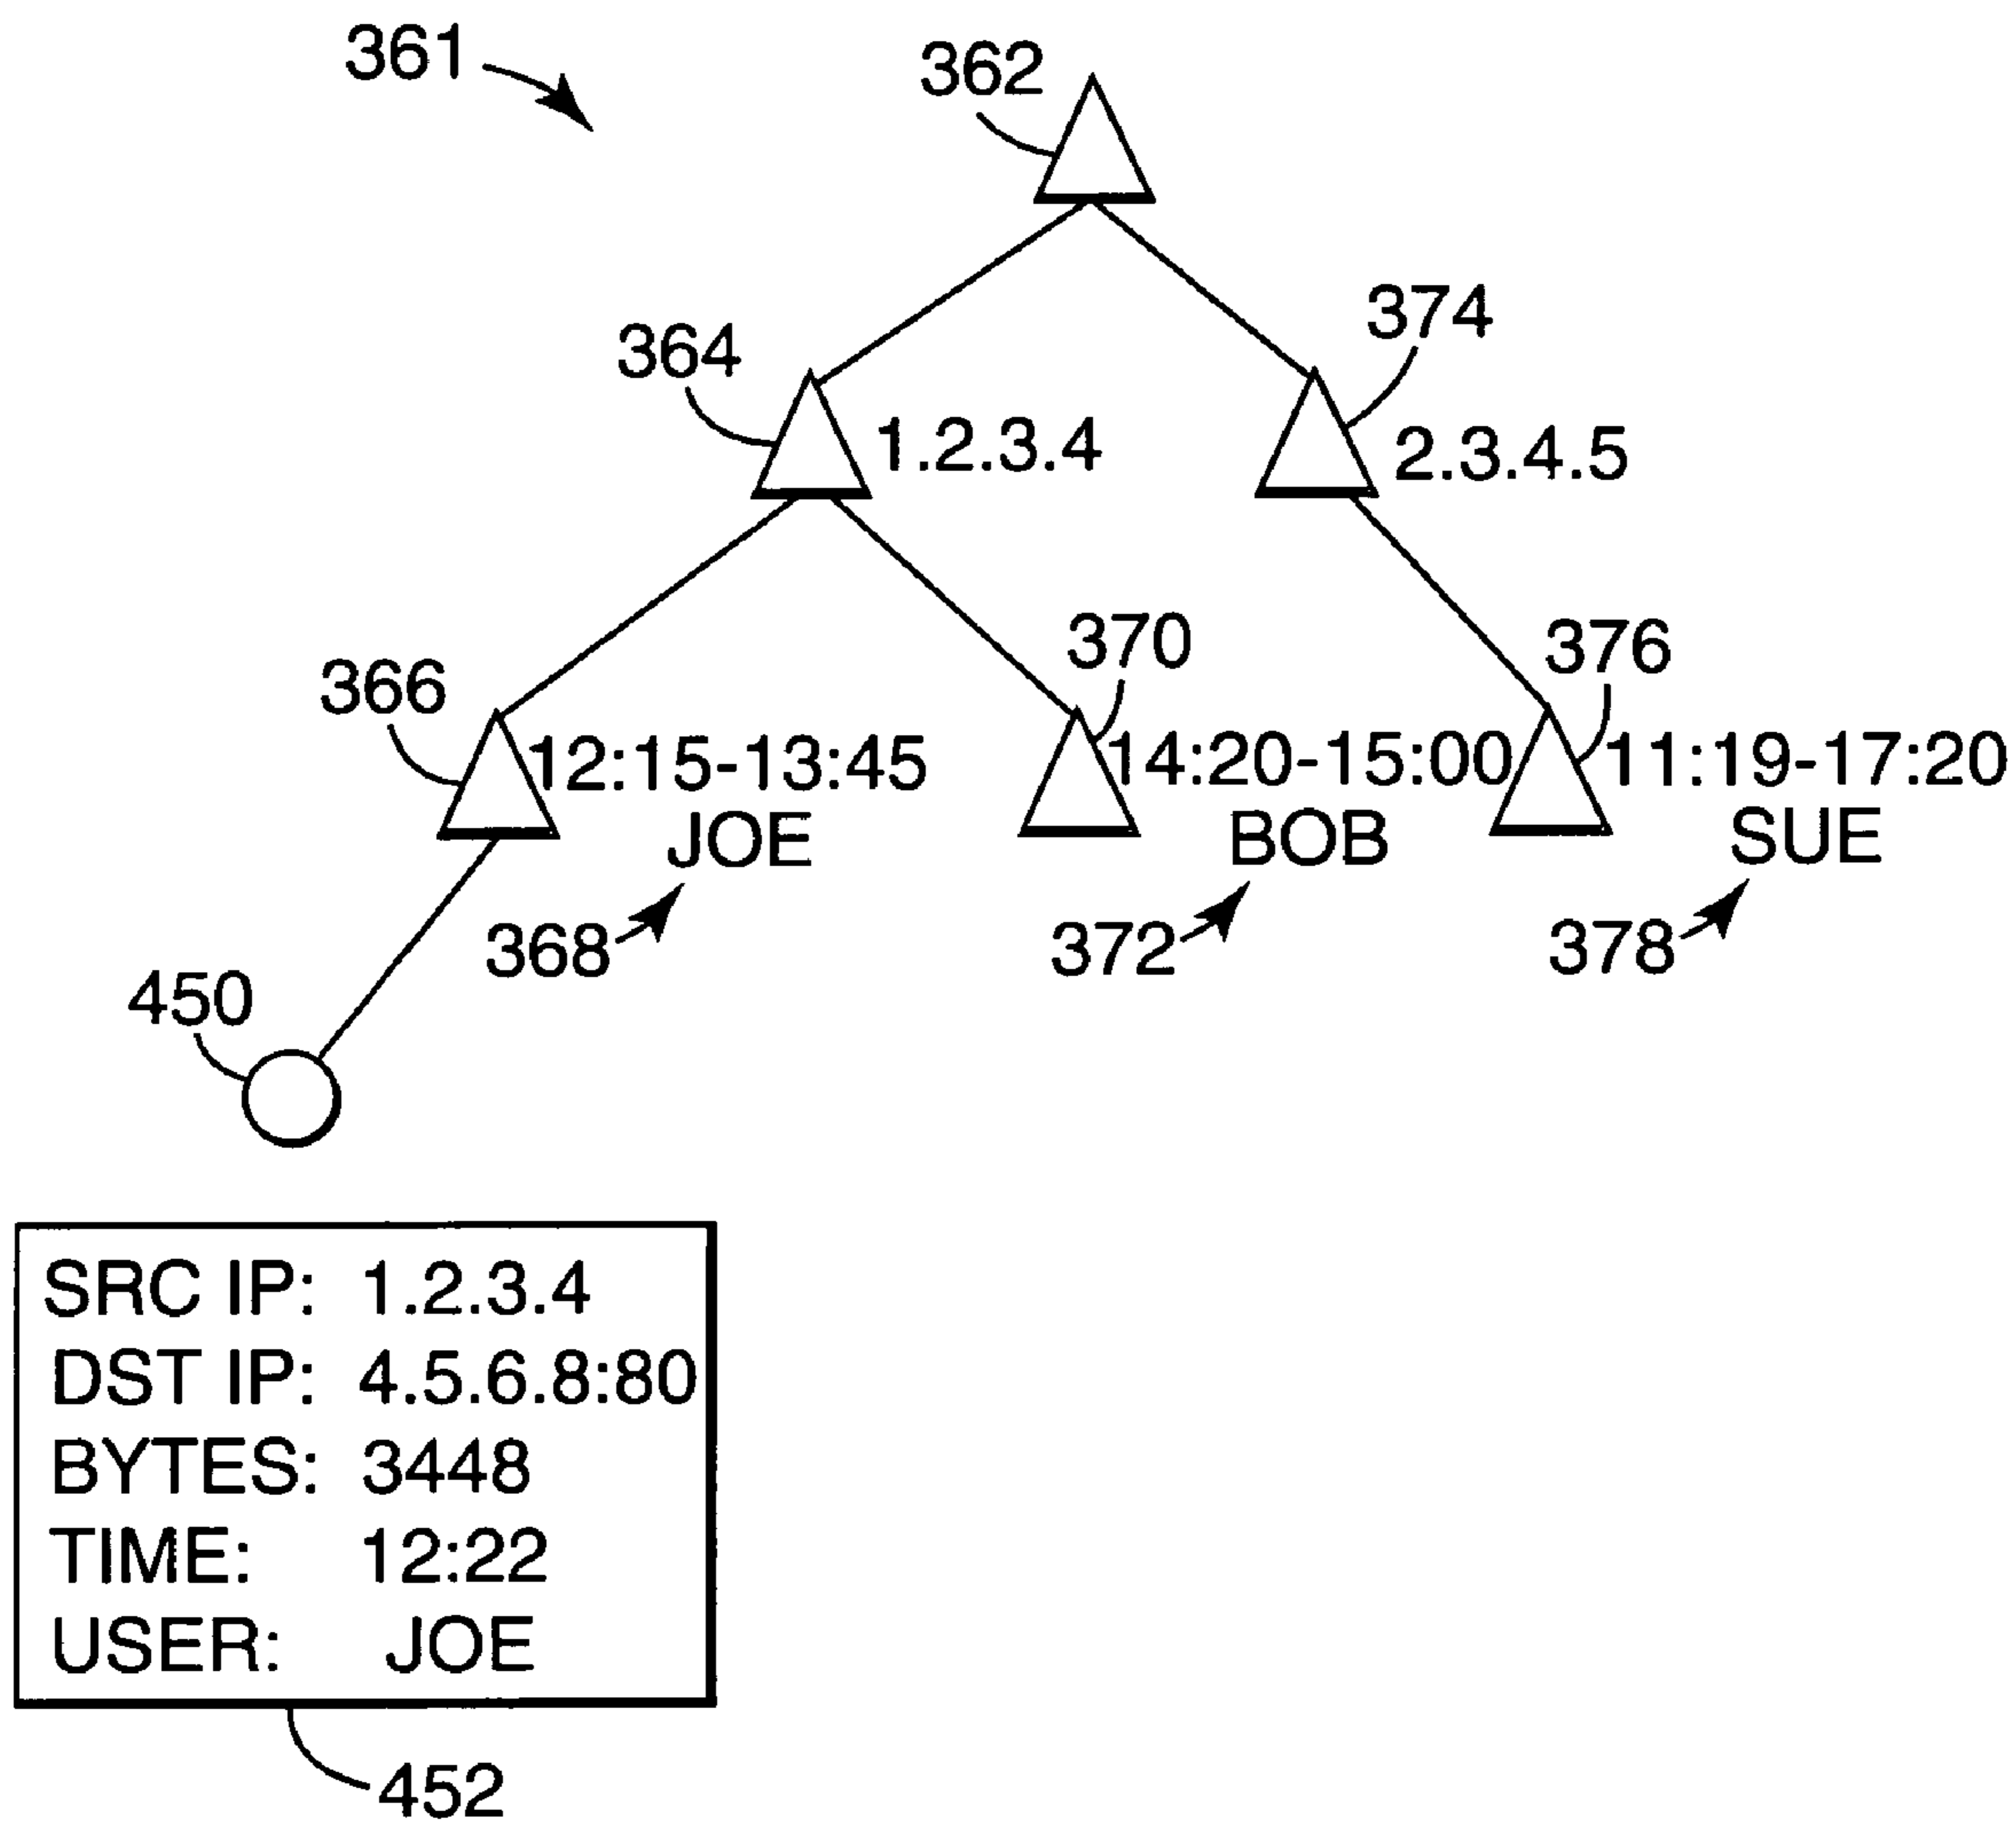 361
362
364
1.2.3.4
374
2.3.4.5
366
12:15-13:45
JOE
368
370
14:20-15:00
BOB
372
376
11:19-17:20
SUE
378
450
SRC IP: 1.2.3.4
DST IP: 4.5.6.8:80
BYTES: 3448
TIME: 12:22
USER: JOE
452